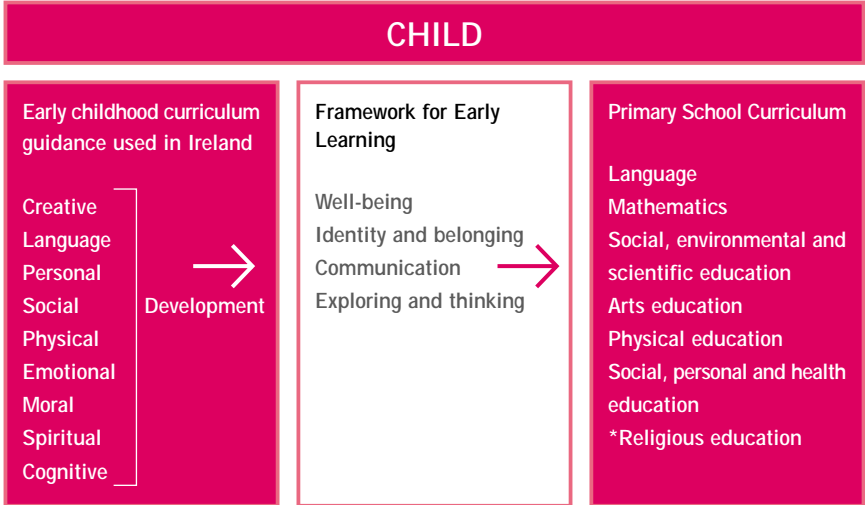 CHILD
Early childhood curriculum
guidance used in Ireland
Creative
Language
Personal
Social
Physical
Emotional
Moral
Spiritual
Cognitive
Development
Framework for Early
Learning
Well-being
Identity and belonging
Communication
Exploring and thinking
Primary School Curriculum
Language
Mathematics
Social, environmental and
scientific education
Arts education
Physical education
Social, personal and health
education
*Religious education